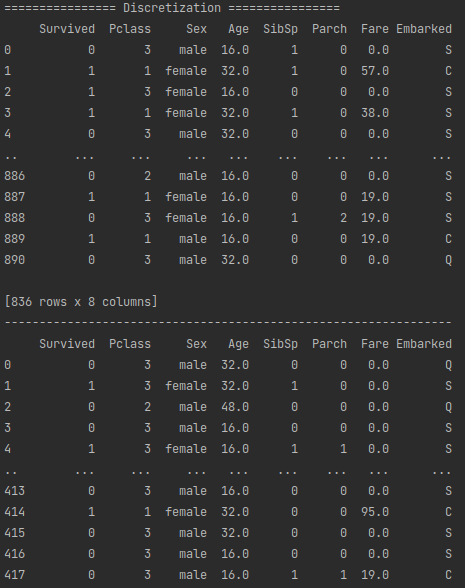 ================ Discretization ================
     Survived  Pclass     Sex   Age  SibSp  Parch  Fare Embarked
0           0       3    male  16.0      1      0   0.0        S
1           1       1  female  32.0      1      0  57.0        C
2           1       3  female  16.0      0      0   0.0        S
3           1       1  female  32.0      1      0  38.0        S
4           0       3    male  32.0      0      0   0.0        S
..        ...     ...     ...   ...    ...    ...   ...      ...
886         0       2    male  16.0      0      0   0.0        S
887         1       1  female  16.0      0      0  19.0        S
888         0       3  female  16.0      1      2  19.0        S
889         1       1    male  16.0      0      0  19.0        C
890         0       3    male  32.0      0      0   0.0        Q
[836 rows x 8 columns]
----------------------------------------------------------------
     Survived  Pclass     Sex   Age  SibSp  Parch  Fare Embarked
0           0       3    male  32.0      0      0   0.0        Q
1           1       3  female  32.0      1      0   0.0        S
2           0       2    male  48.0      0      0   0.0        Q
3           0       3    male  16.0      0      0   0.0        S
4           1       3  female  16.0      1      1   0.0        S
..        ...     ...     ...   ...    ...    ...   ...      ...
413         0       3    male  16.0      0      0   0.0        S
414         1       1  female  32.0      0      0  95.0        C
415         0       3    male  32.0      0      0   0.0        S
416         0       3    male  16.0      0      0   0.0        S
417         0       3    male  16.0      1      1  19.0        C